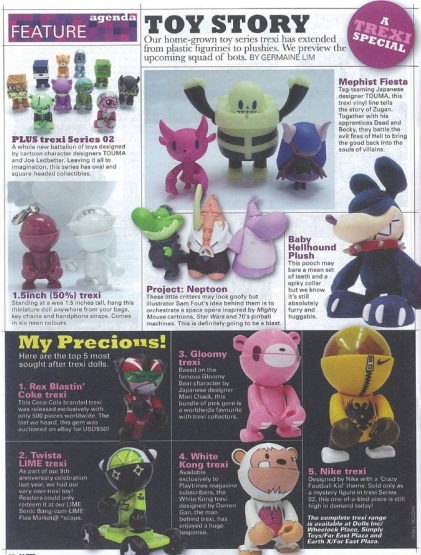 agenda
FEATURE
TOY STORY
Our home-grown toy series trexi has extended
from plastic figurines to plushies. We preview the
upcoming squad of bots. BY GERMAINE LIM
A
TREXI
SPECIAL
PLUS trexi Series 02
A whole new battalion of toys designed
by cartoon character designers TOUMA
and Joe Ledbetter. Leaving it all to
imagination, this series has oval and
square-headed collectibles.
Mephist Fiesta
Tag-teaming Japanese
designer TOUMA, this
trexi vinyl line tells
the story of Zugan.
Together with his
apprentices Dead and
Becky, they battle the
evil fires of Hell to bring
the good back into the
souls of villains.
1.5inch (50%) trexi
Standing at a wee 1.5 inches tall, hang this
miniature doll anywhere from your bags,
key chains and handphone straps. Comes
in six neon colours.
Project: Neptoon
These little critters may look goofy but
illustrator Sam Fout's idea behind them is to
orchestrate a space opera inspired by Mighty
Mouse cartoons, Star Wars and 70's pinball
machines. This is definitely going to be a blast.
Baby
Hellhound
Plush
This pooch may
bare a mean set
of teeth and a
spiky collar
but we know
it's still
absolutely
furry and
huggable.
My Precious!
Here are the top 5 most
sought after trexi dolls.
1. Rex Blastin'
Coke trexi
This Coca-Cola branded trexi
was released exclusively with
only 500 pieces worldwide. The
last we heard, this gem was
auctioned on eBay for USD$50!
2. Twista
LIME trexi
As part of our 9th
anniversary celebration
last year, we had our
very own trexi toy!
Readers could only
redeem it at our LIME
Sonic Bang-cum-LIME
Flea Market@ *scape.
3. Gloomy
trexi
Based on the
famous Gloomy
Bear character by
Japanese designer
Mori Chack, this
bundle of pink gore is
a worldwide favourite
with trexi collectors.
4. White
Kong trexi
Available
exclusively to
Playtimes magazine
subscribers, the
White Kong trexi
designed by Darren
Gan, the man
behind trexi, has
enjoyed a huge
response.
5. Nike trexi
Designed by Nike with a 'Crazy
Football Kid' theme. Sold only as
a mystery figure in trexi Series
02, this one-of-a-kind piece is
still highly in demand.
The complete trexi range
is available at Dolls Inc/
Wheelock Place, Simply
Toys/Far East Plaza and
Earth X/Far East Plaza.